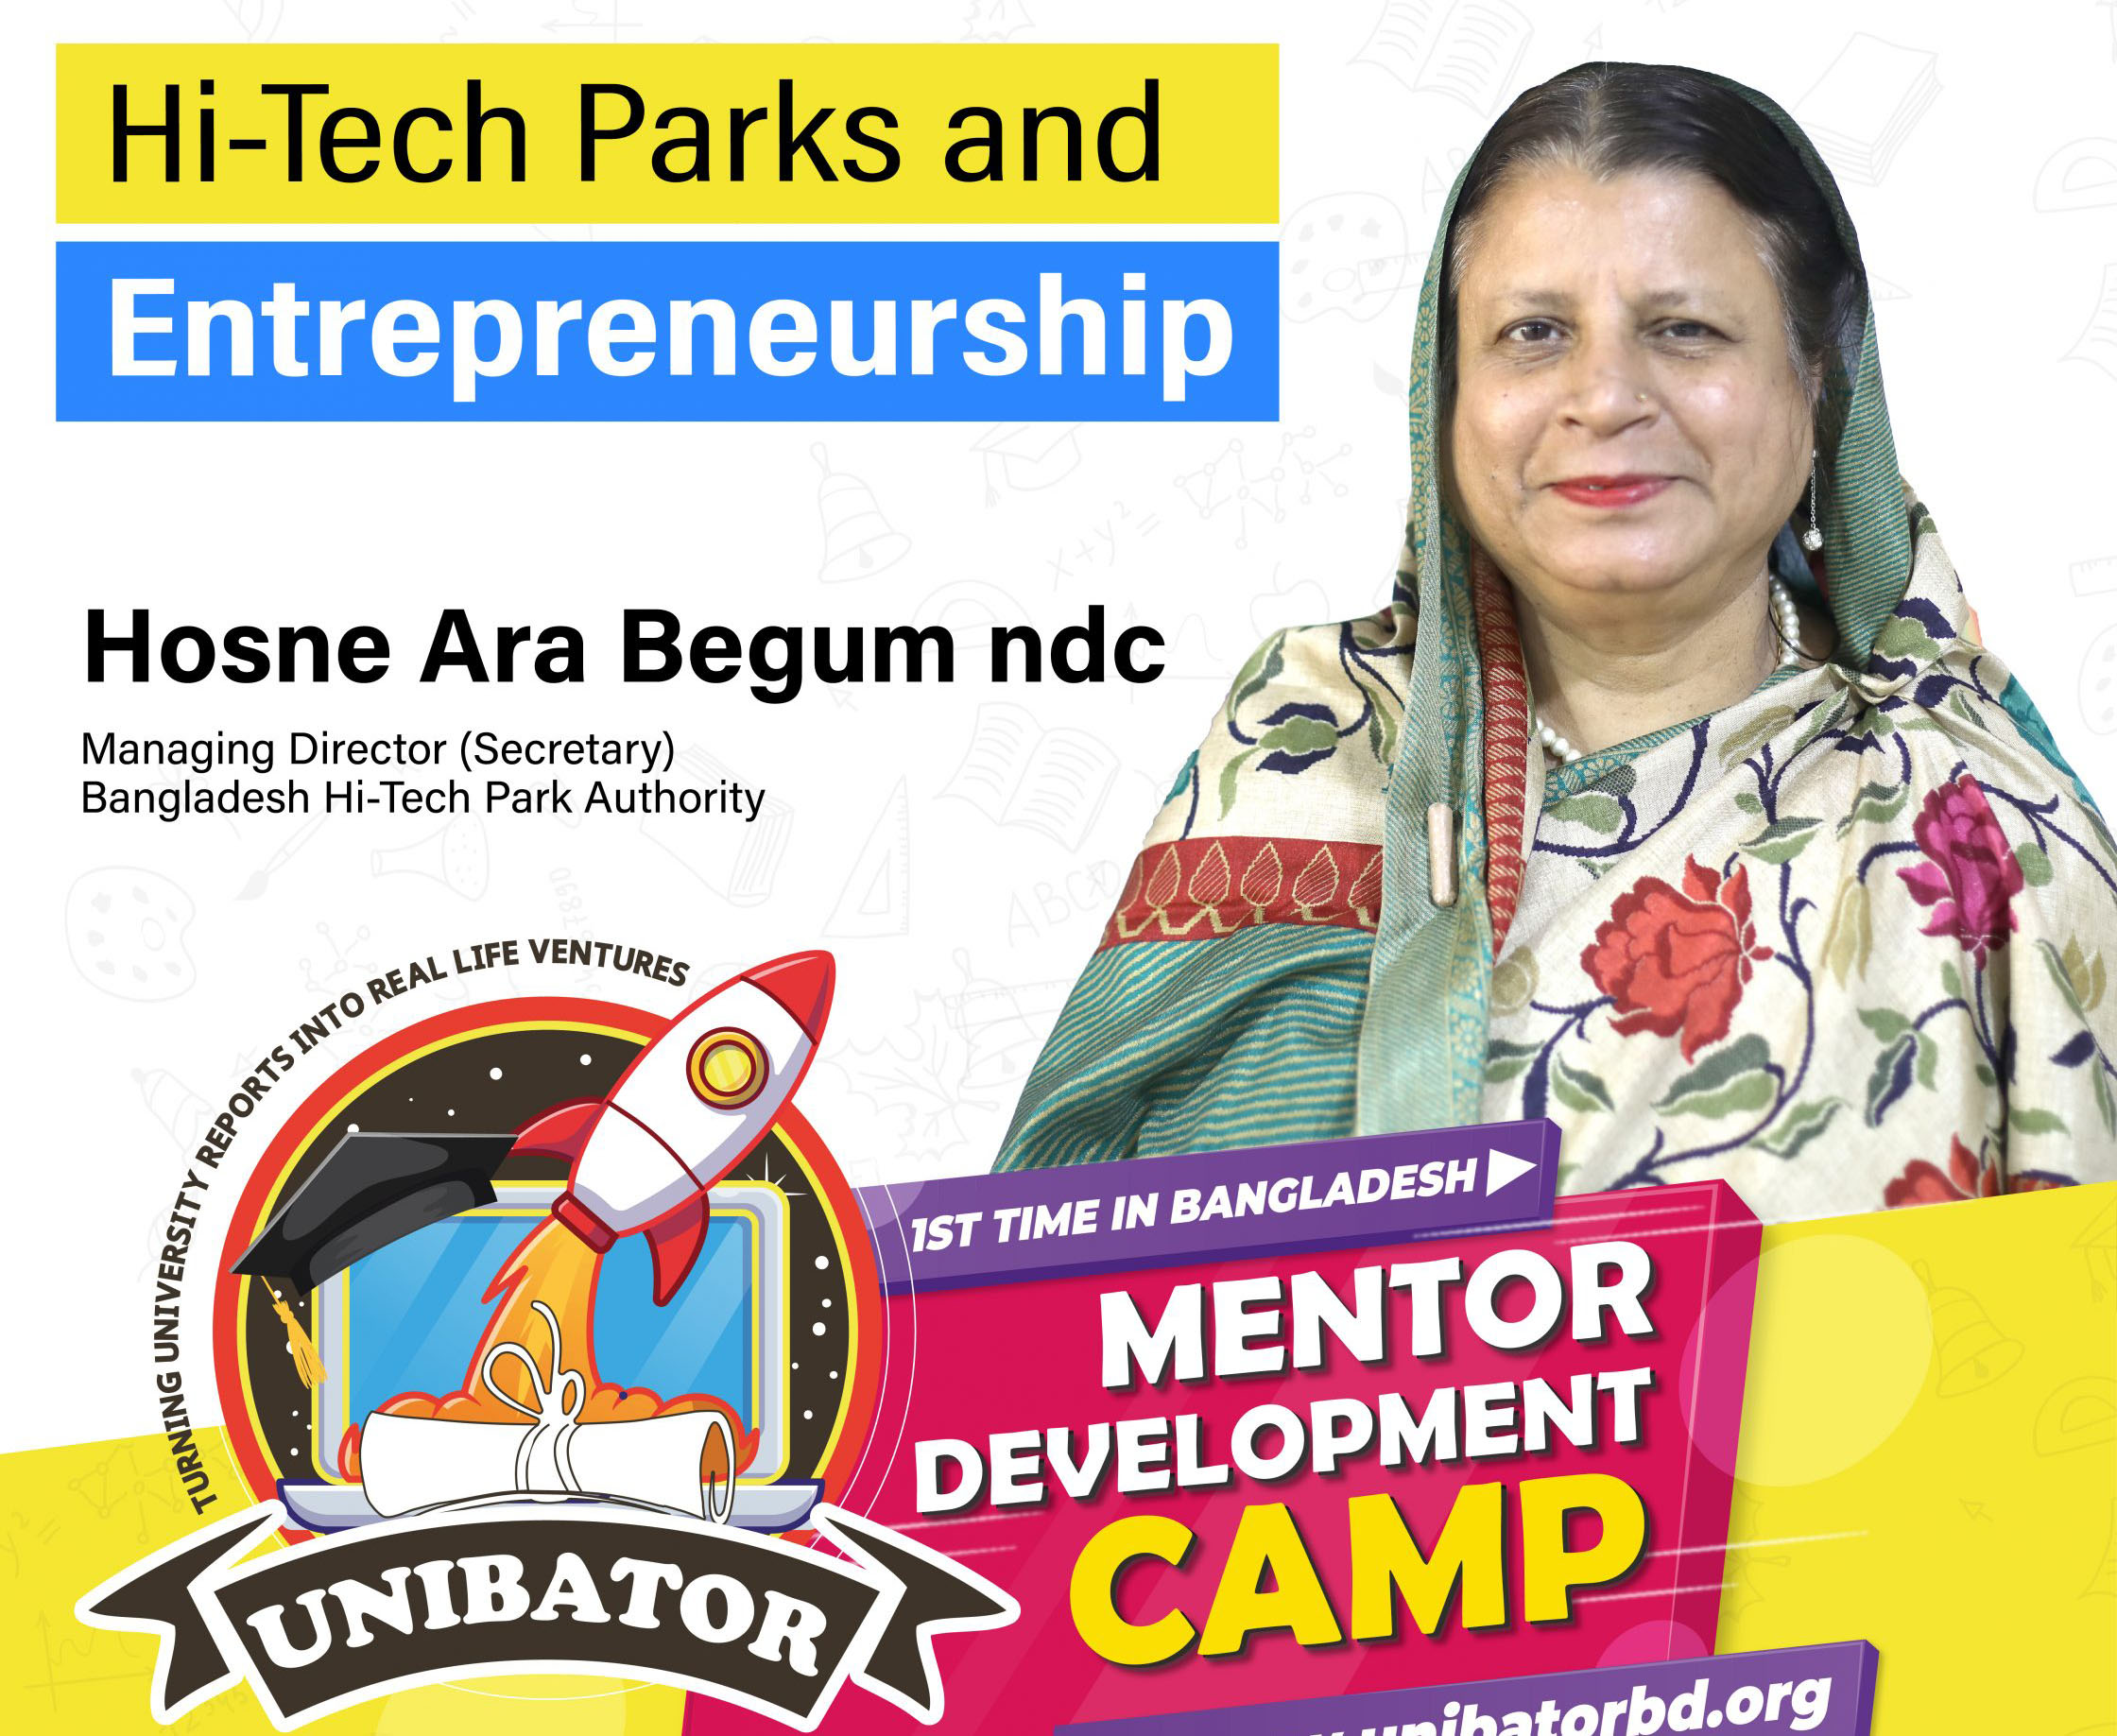 Hi-Tech Parks and
Entrepreneurship
Hosne Ara Begum ndc
Managing Director (Secretary)
Bangladesh Hi-Tech Park Authority
TURNING UNIVERSITY REPORTS INTO REAL LIFE VENTURES
UNIBATOR
1ST TIME IN BANGLADESH
MENTOR
DEVELOPMENT
CAMP
unibatorbd.org